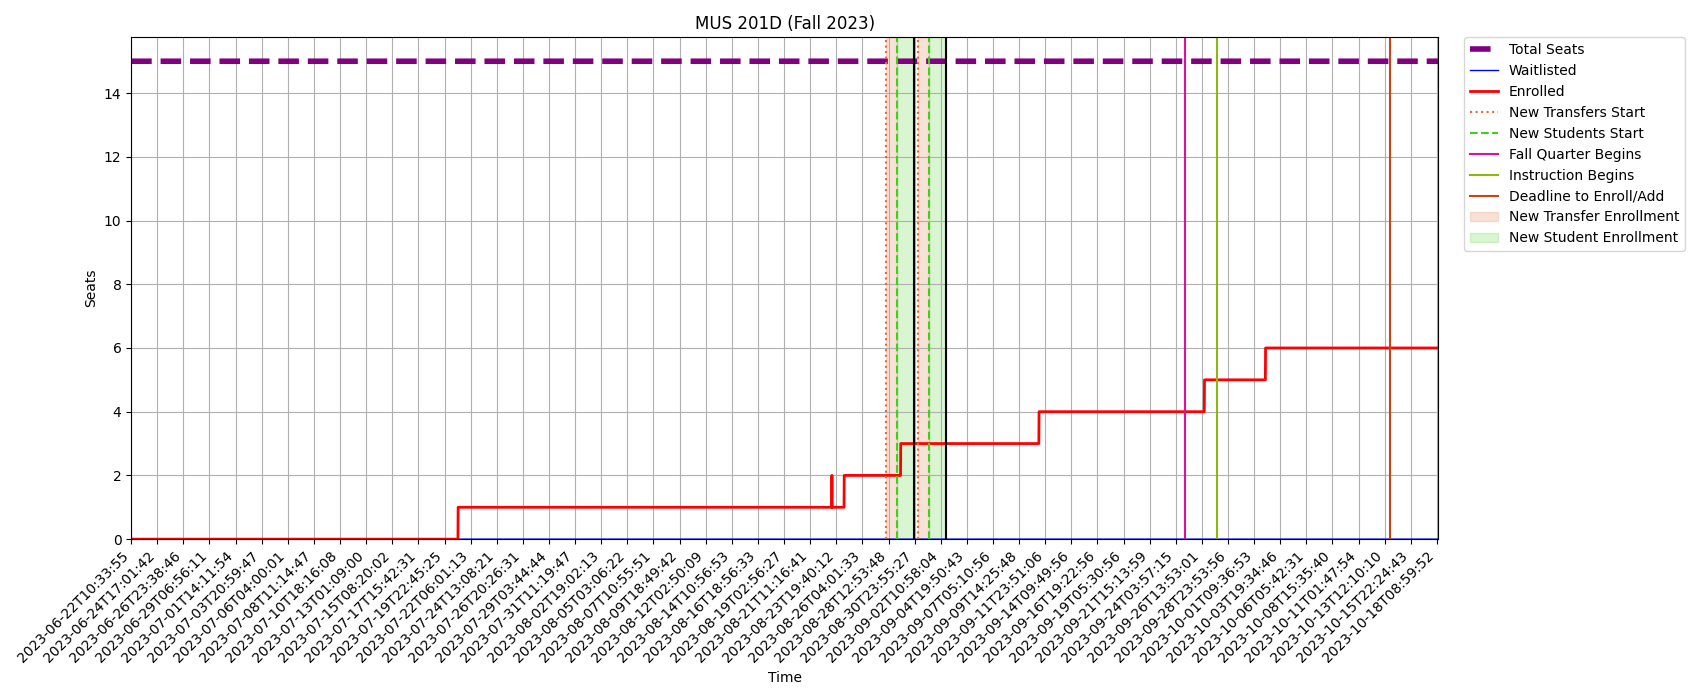 MUS 201D (Fall 2023)
Total Seats
Waitlisted
Enrolled
New Transfers Start
New Students Start
Fall Quarter Begins
Instruction Begins
Deadline to Enroll/Add
New Transfer Enrollment
New Student Enrollment
Seats
14
12
10
8
6
4
2
0
2023-06-22T10:33:55
2023-06-24T17:01:42
2023-06-26T23:38:46
2023-06-29T06:56:11
2023-07-01T14:11:54
2023-07-03T20:59:47
2023-07-06T04:00:01
2023-07-08T11:14:47
2023-07-10T18:16:08
2023-07-13T01:09:00
2023-07-15T08:20:02
2023-07-17T15:42:31
2023-07-19T22:45:25
2023-07-22T06:01:13
2023-07-24T13:08:21
2023-07-26T20:26:31
2023-07-29T03:44:44
2023-07-31T11:19:47
2023-08-02T19:02:13
2023-08-05T03:06:22
2023-08-07T10:55:51
2023-08-09T18:49:42
2023-08-12T02:50:09
2023-08-14T10:56:53
2023-08-16T18:56:33
2023-08-19T02:56:27
2023-08-21T11:16:41
2023-08-23T19:40:12
2023-08-26T04:01:33
2023-08-28T12:53:48
2023-08-30T23:55:27
2023-09-02T10:58:04
2023-09-04T19:50:43
2023-09-07T05:10:56
2023-09-09T14:25:48
2023-09-11T23:51:06
2023-09-14T09:49:56
2023-09-16T19:22:56
2023-09-19T05:30:56
2023-09-21T15:13:59
2023-09-24T03:57:15
2023-09-26T13:53:01
2023-09-28T23:53:56
2023-10-01T09:36:53
2023-10-03T19:34:46
2023-10-06T05:42:31
2023-10-08T15:35:40
2023-10-11T01:47:54
2023-10-13T12:10:10
2023-10-15T22:24:43
2023-10-18T08:59:52
Time